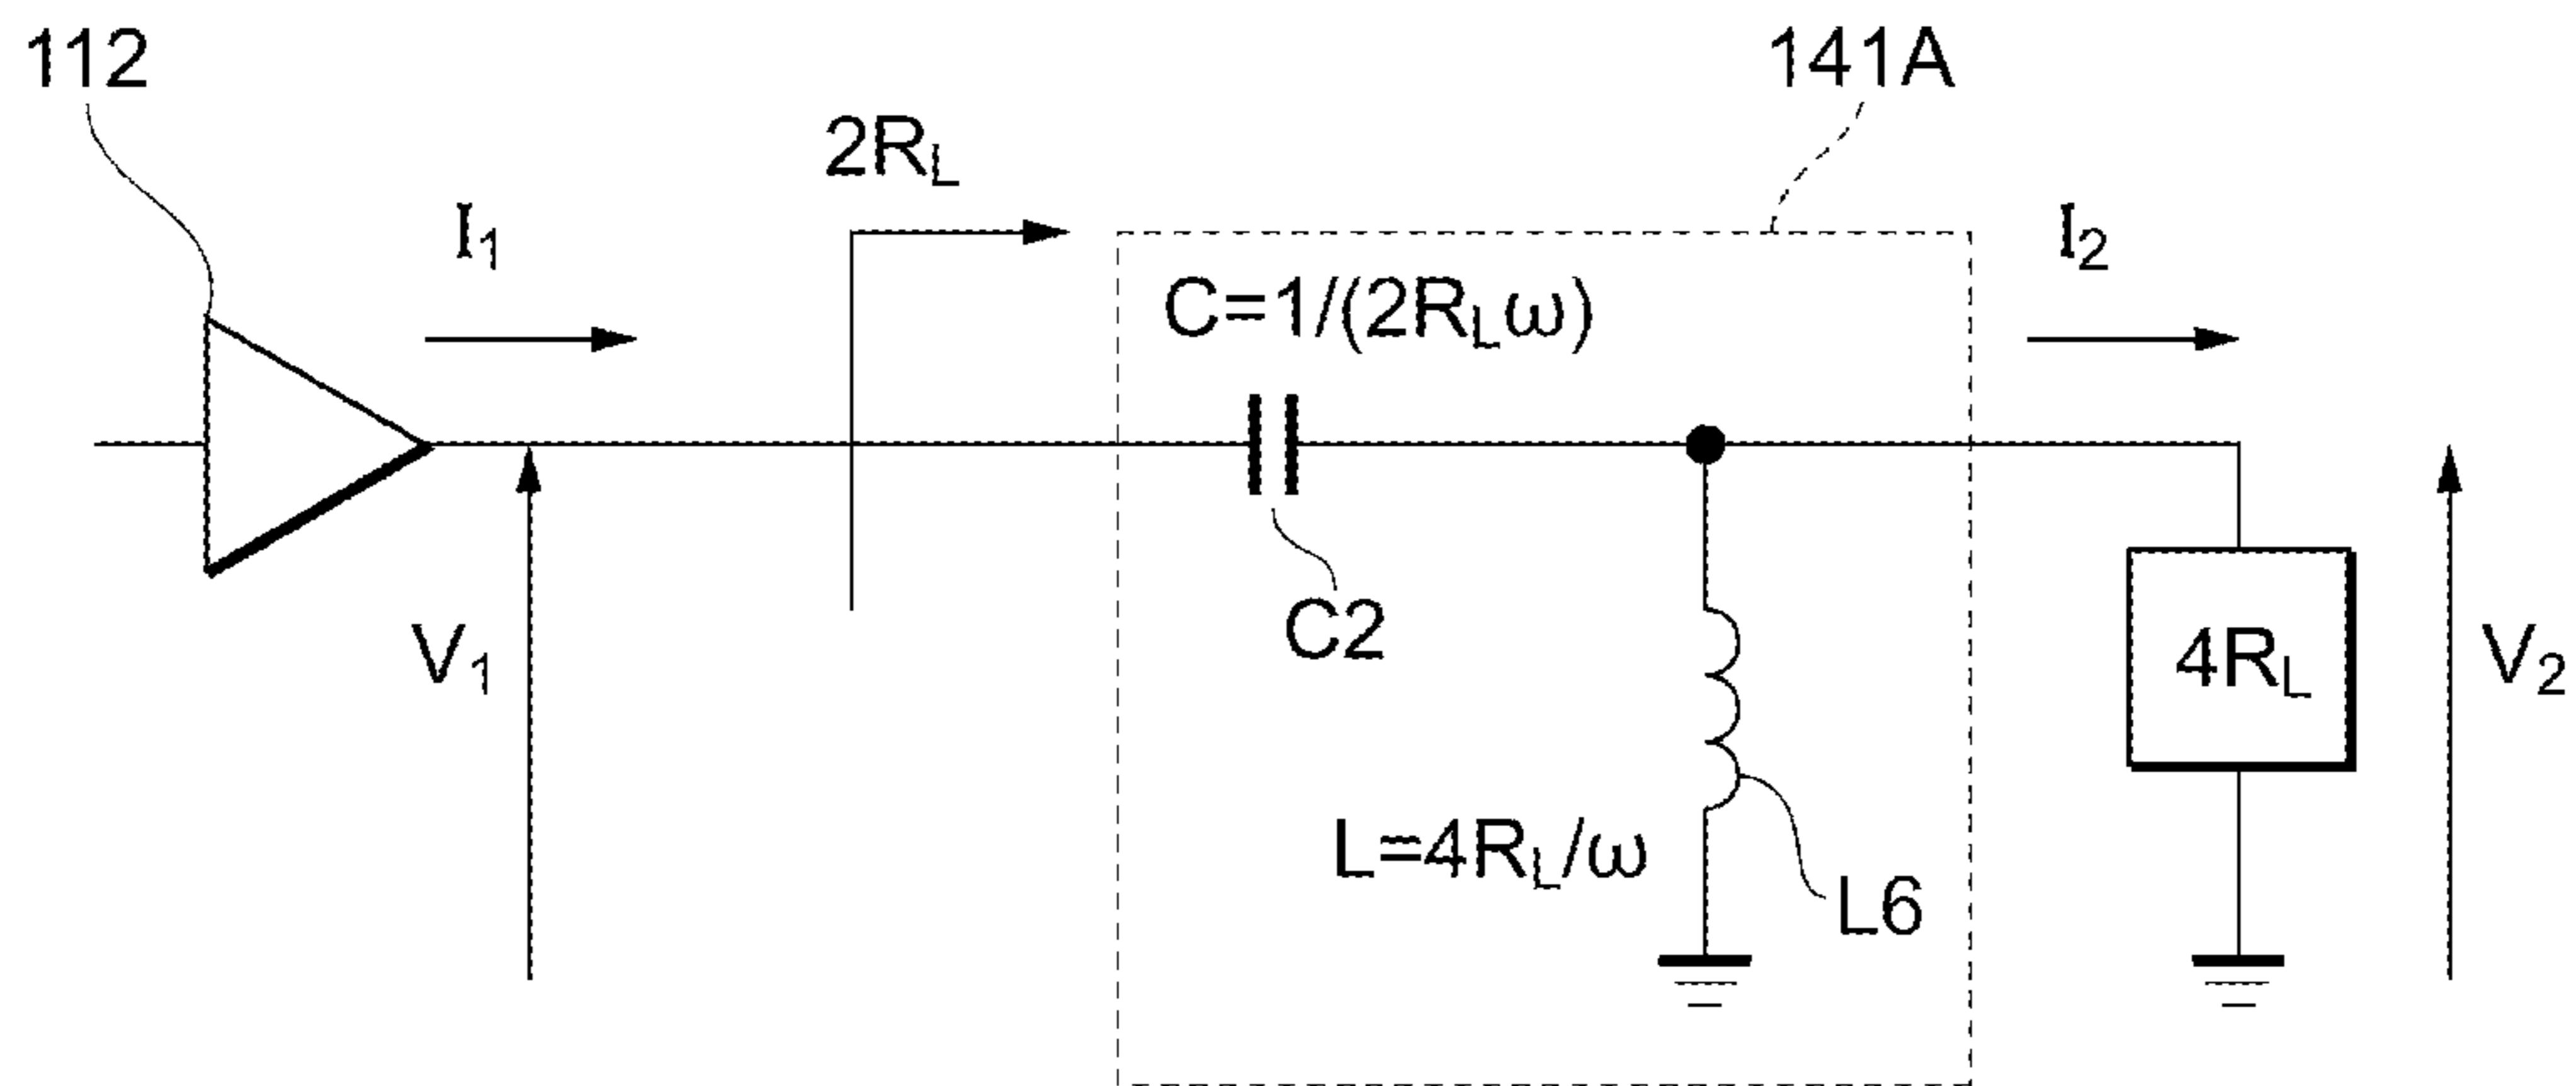 112
141A
2RL
I1
I2
C=1/(2RLω)
C2
V1
4RL
V2
L=4RL/ω
L6